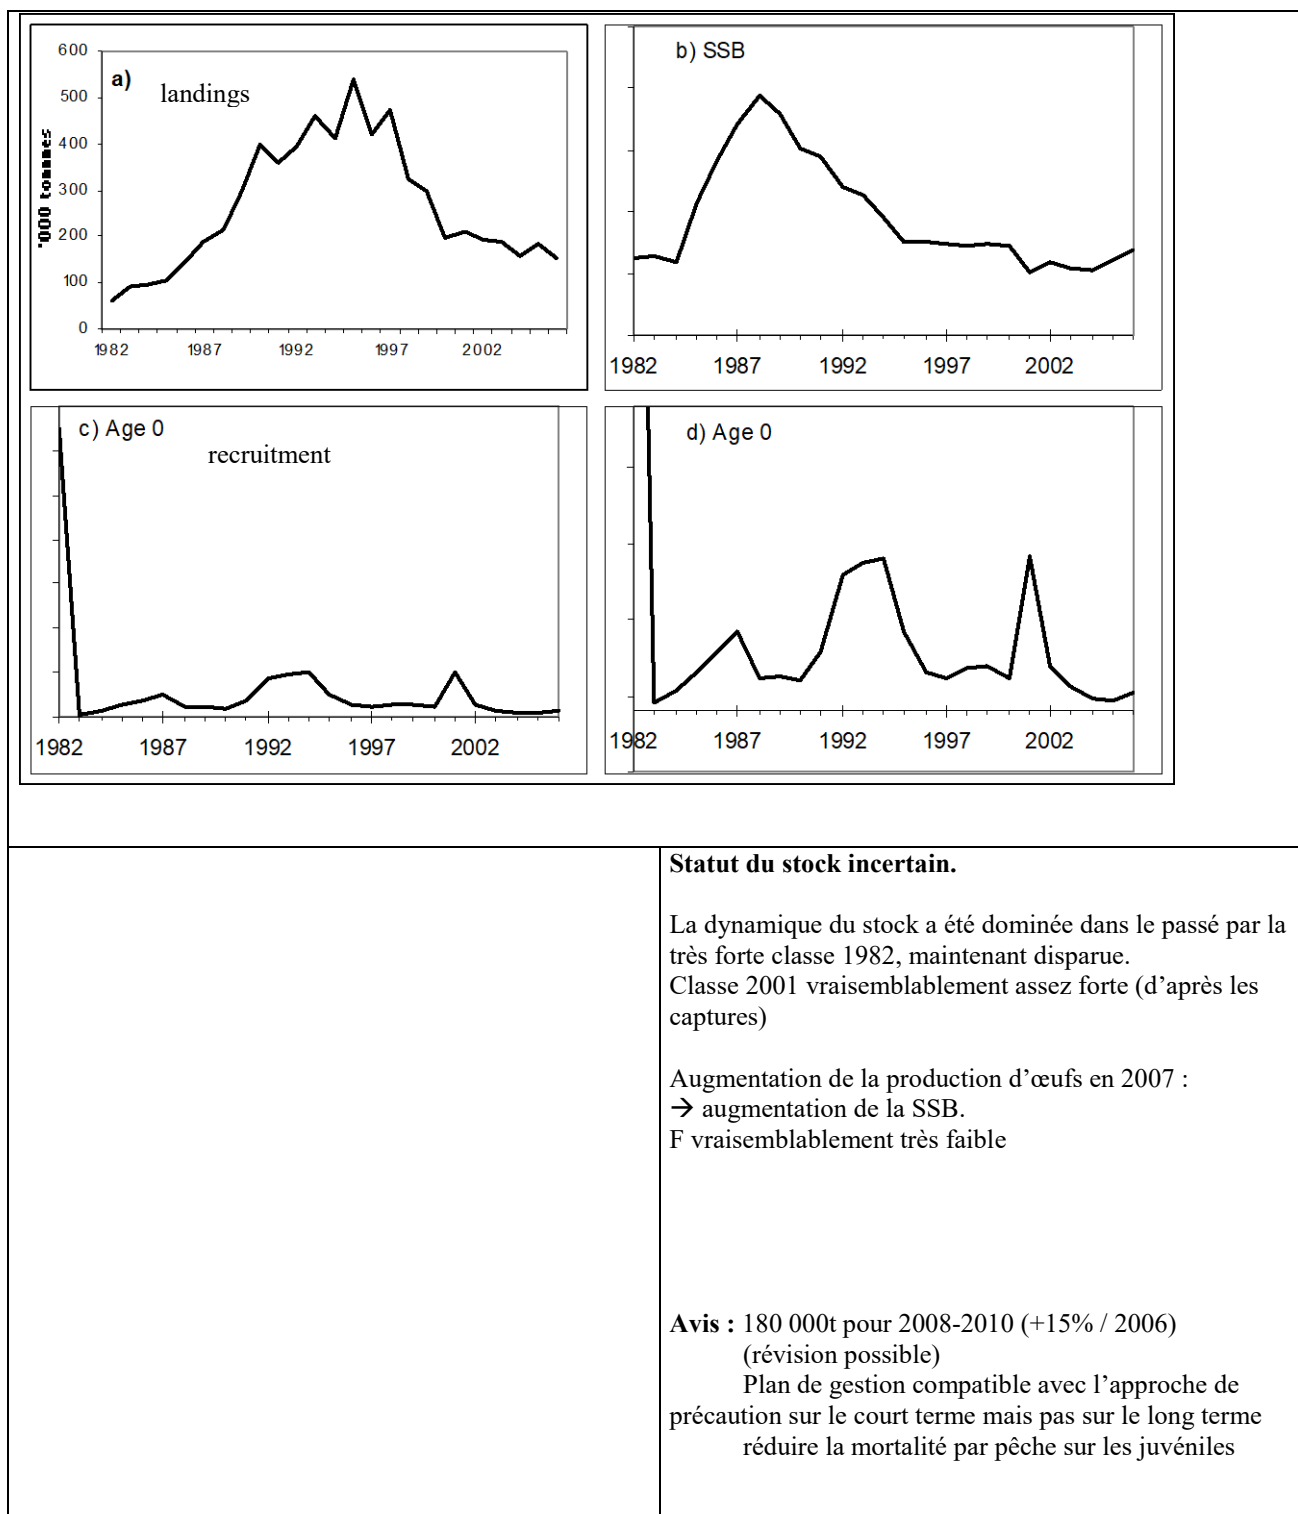 a)
landings
'000 tonnes
600
500
400
300
200
100
0
1982 1987 1992 1997 2002
b) SSB
1982 1987 1992 1997 2002
c) Age 0
recruitment
1982 1987 1992 1997 2002
d) Age 0
1982 1987 1992 1997 2002
Statut du stock incertain.
La dynamique du stock a été dominée dans le passé par la
très forte classe 1982, maintenant disparue.
Classe 2001 vraisemblablement assez forte (d’après les
captures)
Augmentation de la production d’œufs en 2007 :
→ augmentation de la SSB.
F vraisemblablement très faible
Avis : 180 000t pour 2008-2010 (+15% / 2006)
(révision possible)
Plan de gestion compatible avec l’approche de
précaution sur le court terme mais pas sur le long terme
réduire la mortalité par pêche sur les juvéniles